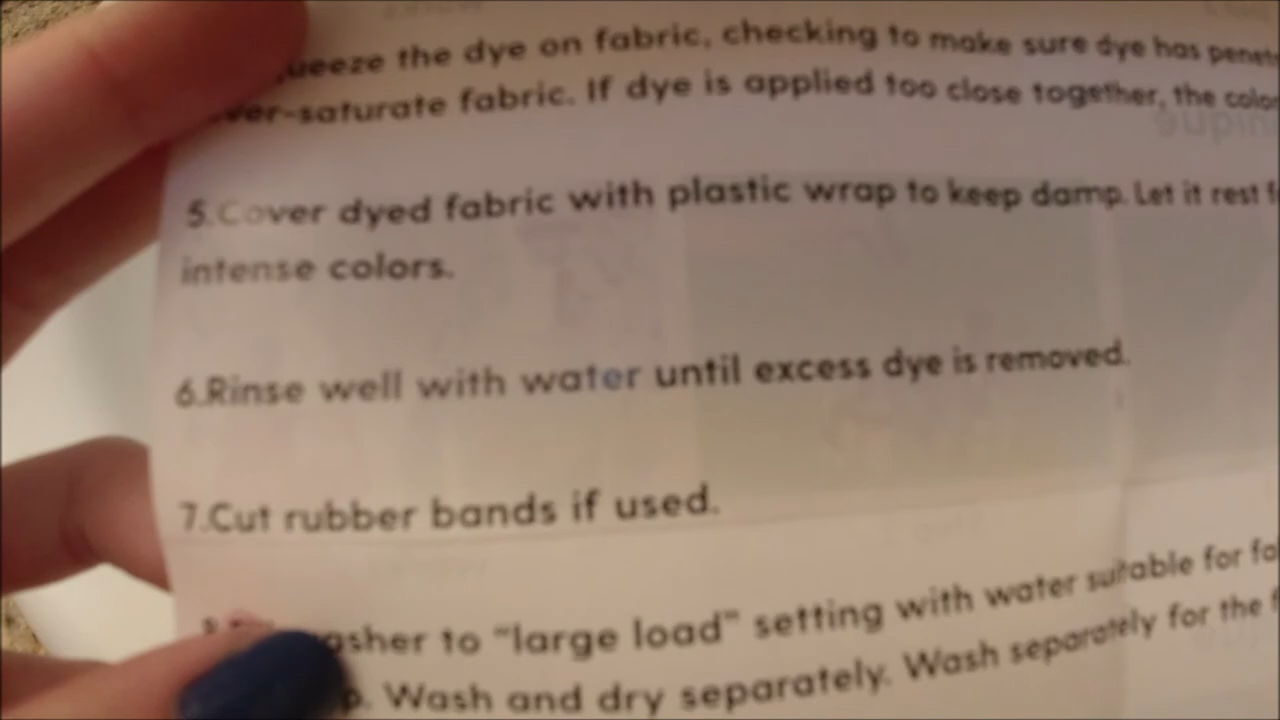 the dye on fabric, checking to make sure dye has
fabric. If dye is applied too close together, the
5.Cover dyed fabric with plastic wrap to keep damp. Let it rest
intense colors.
6.Rinse well with water until excess dye is removed.
7.Cut rubber bands if used.
to "large load" setting with water suitable for
Wash and dry separately. Wash separately for the